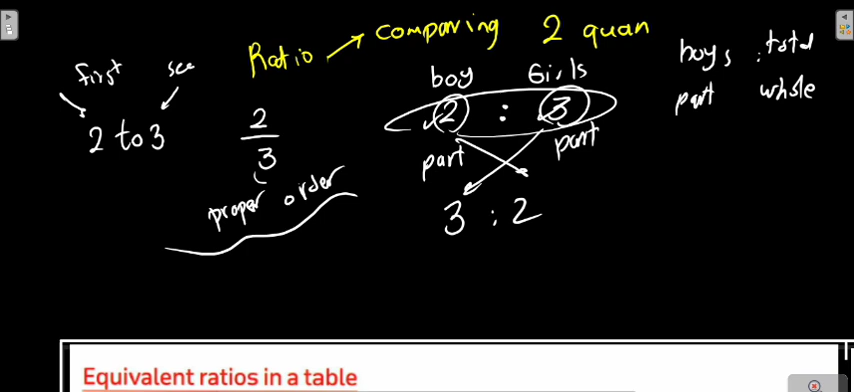 Ratio → comparing 2 quan
boys : total
part whole
first sec
2 to 3
2
3
proper order
boy Girls
2 : 3
part part
3 : 2
Equivalent ratios in a table